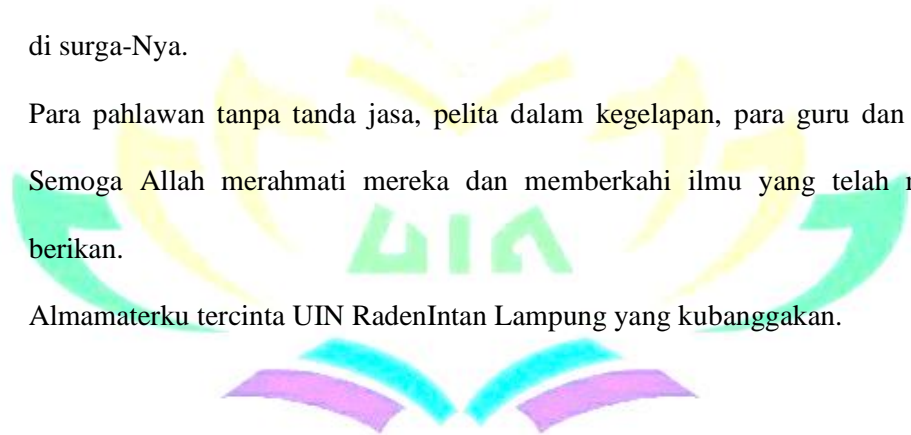 di surga-Nya.
Para pahlawan tanpa tanda jasa, pelita dalam kegelapan, para guru dan
Semoga Allah merahmati mereka dan memberkahi ilmu yang telah
berikan.
UIN
Almamaterku tercinta UIN RadenIntan Lampung yang kubanggakan.